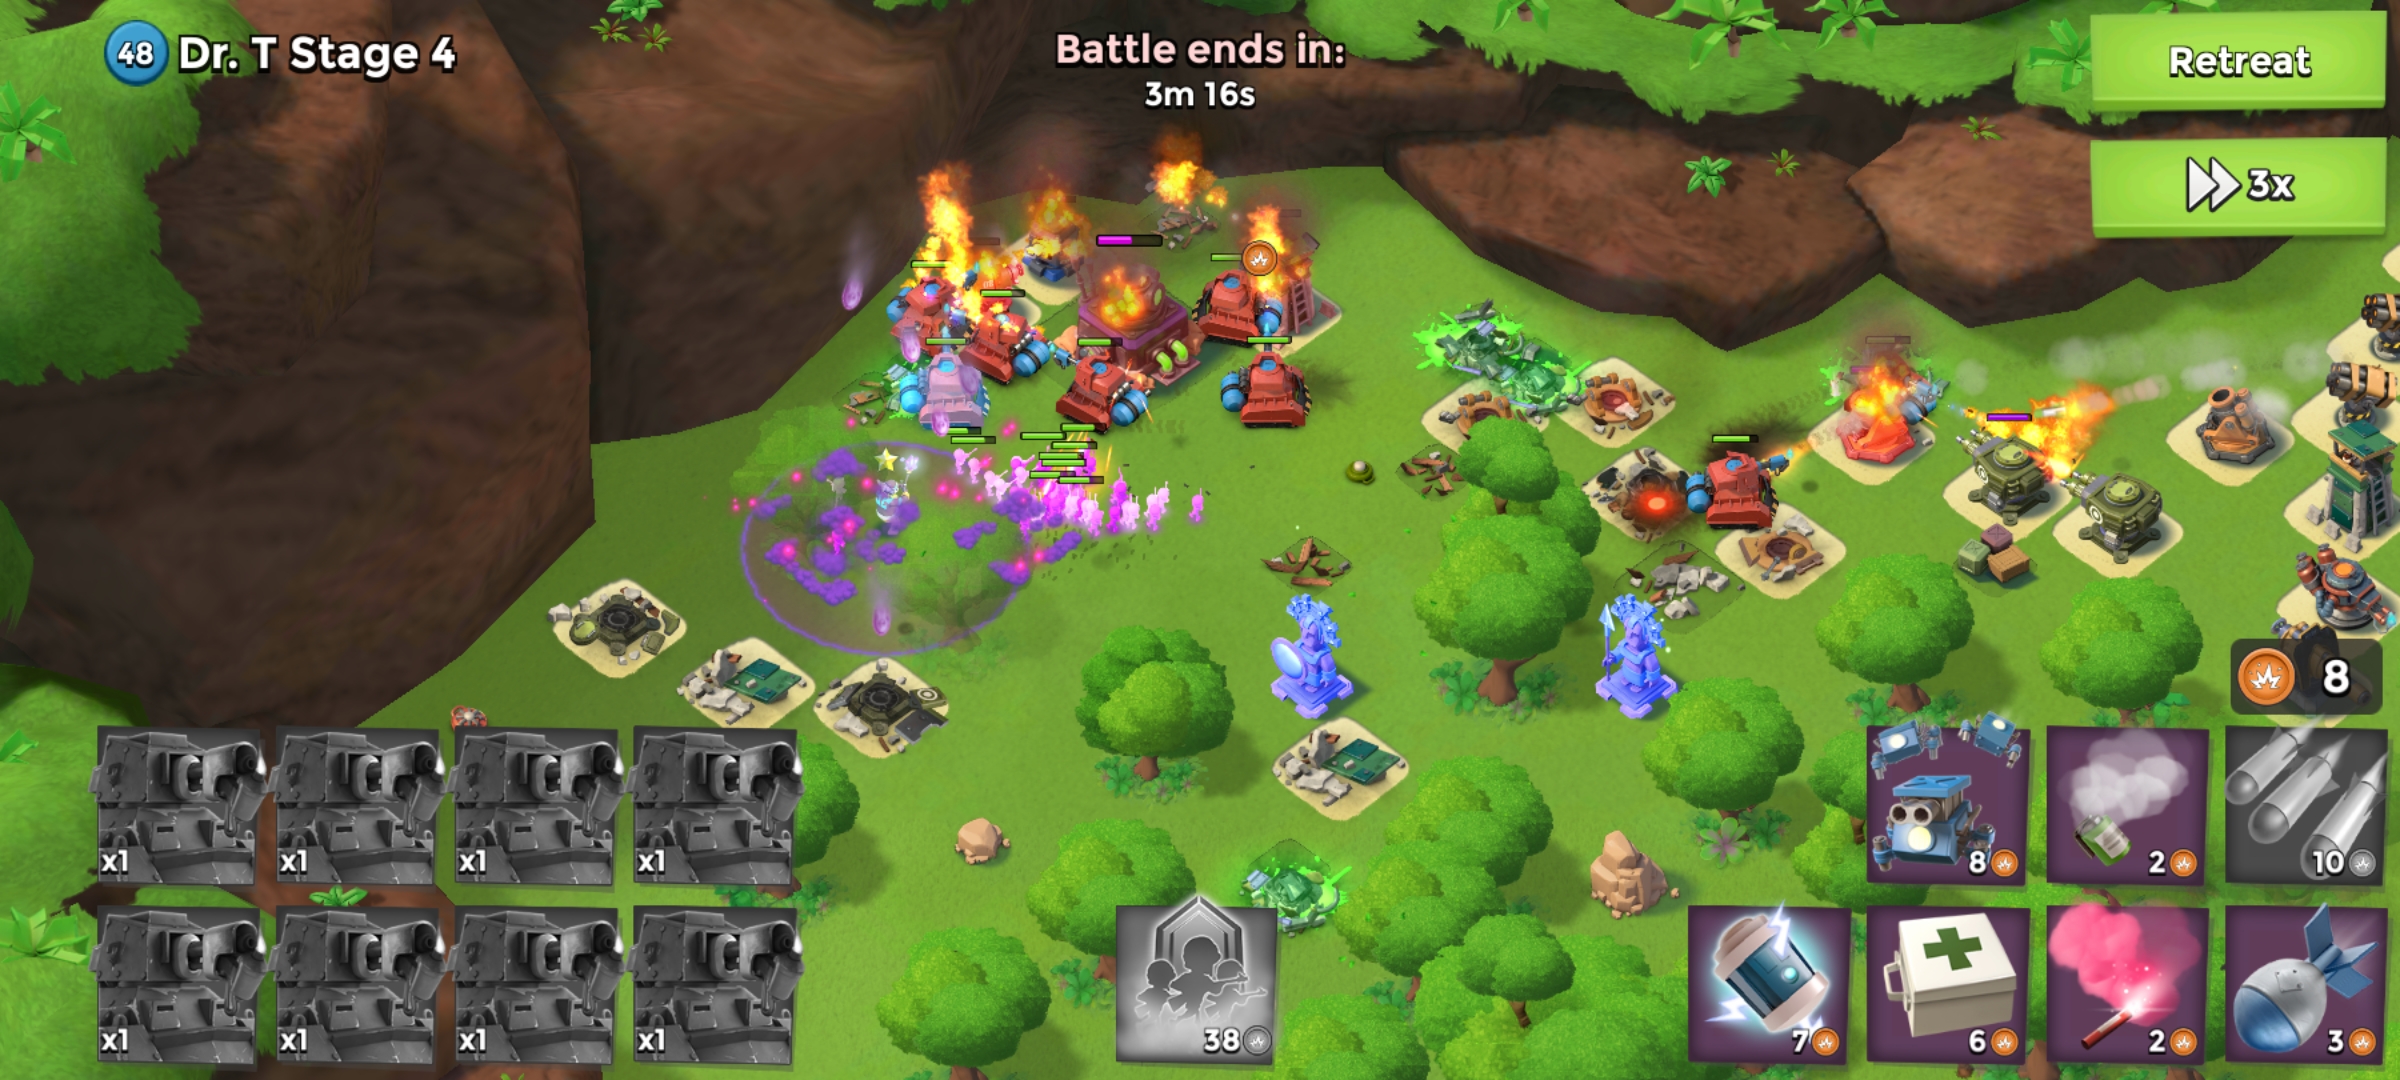 48 Dr. T Stage 4
Battle ends in:
3m 16s
Retreat
3x
8
x1 x1 x1 x1
8 2 10
x1 x1 x1 x1
38
7 6 2 3